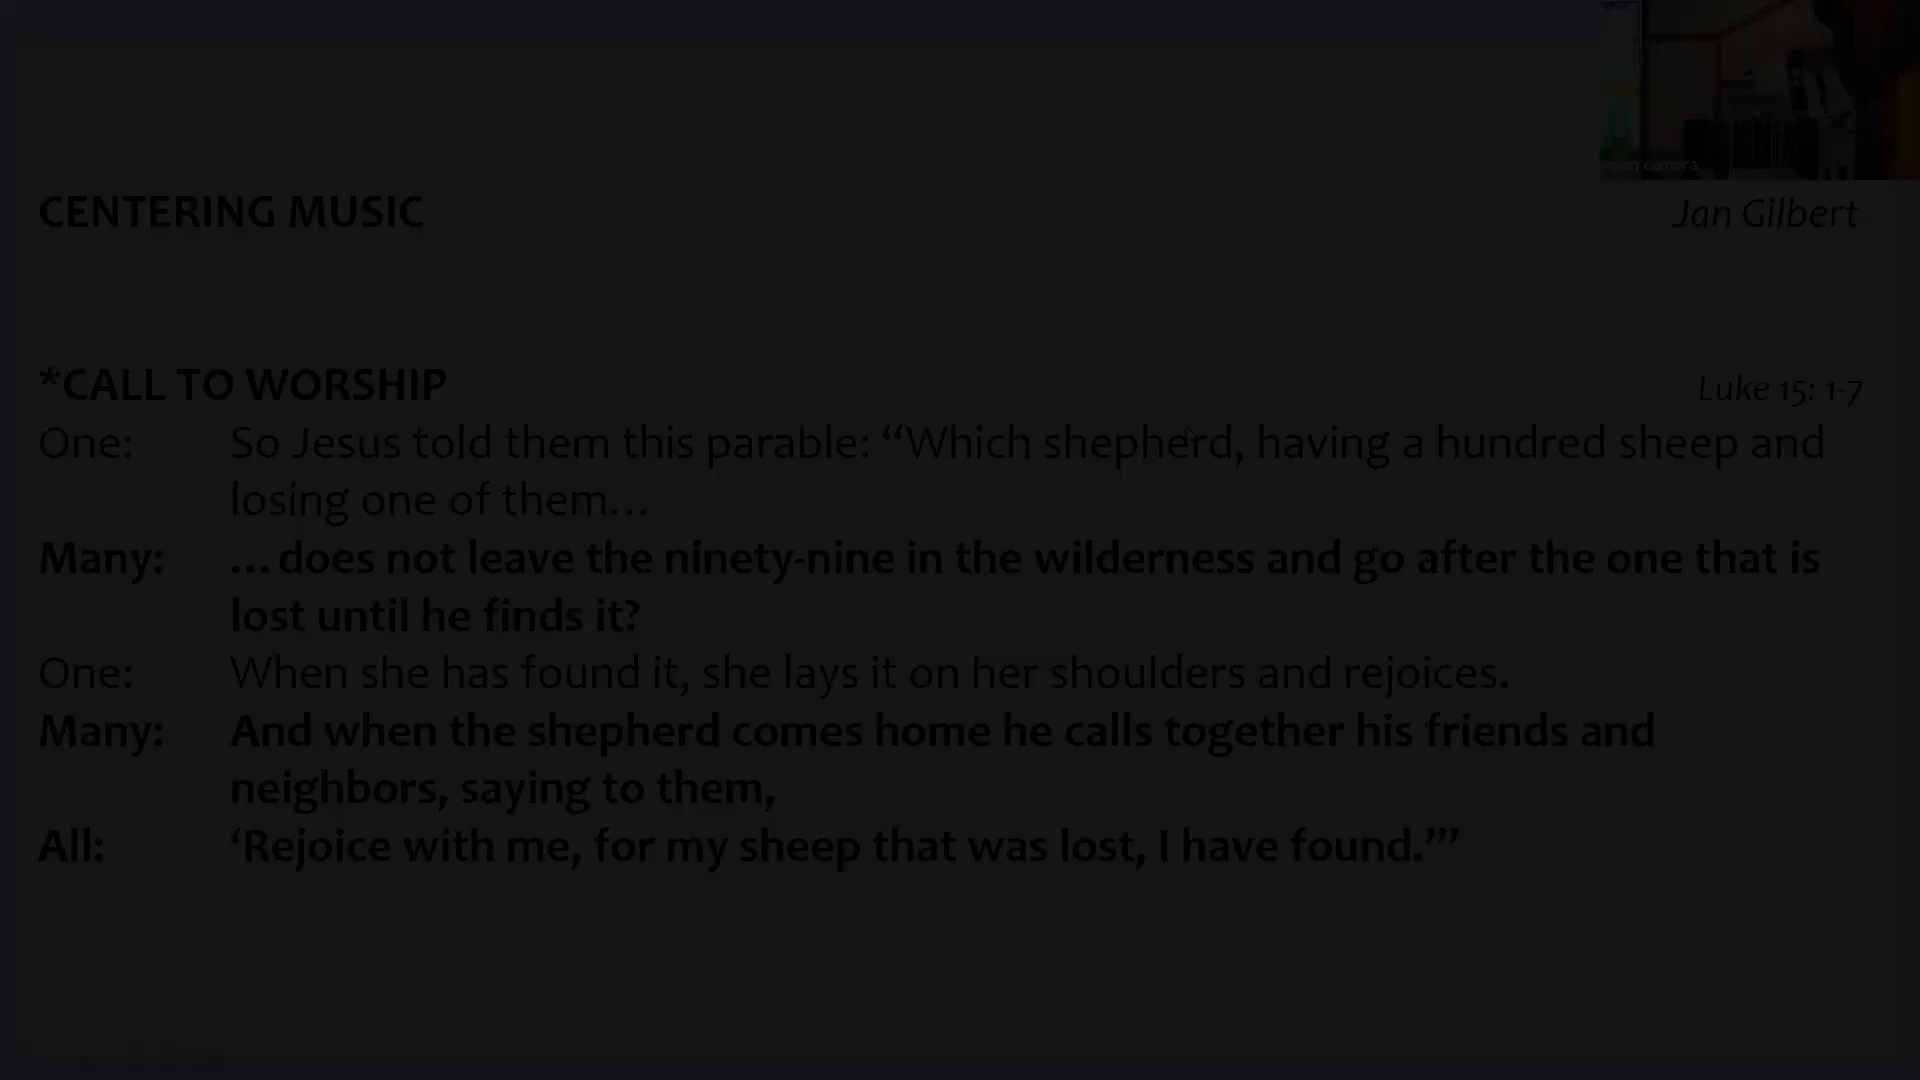 CENTERING MUSIC Jan Gilbert
*CALL TO WORSHIP Luke 15: 1-7
One: So Jesus told them this parable: “Which shepherd, having a hundred sheep and
losing one of them…
Many: …does not leave the ninety-nine in the wilderness and go after the one that is
lost until he finds it?
One: When she has found it, she lays it on her shoulders and rejoices.
Many: And when the shepherd comes home he calls together his friends and
neighbors, saying to them,
All: ‘Rejoice with me, for my sheep that was lost, I have found.’”
camera